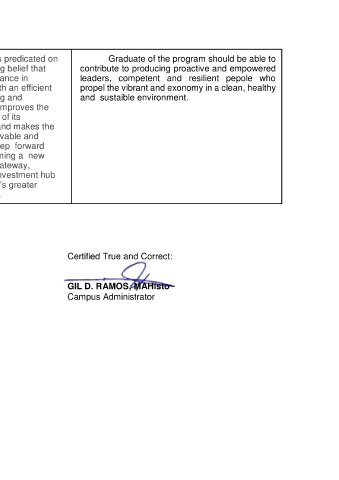 s predicated on
g belief that
ance in
th an efficient
g and
mproves the
of its
and makes the
vable and
ep forward
ming a new
ateway,
nvestment hub
's greater
Graduate of the program should be able to
contribute to producing proactive and empowered
leaders, competent and resilient pepole who
propel the vibrant and exonomy in a clean, healthy
and sustaible environment.
Certified True and Correct:
GIL D. RAMOS, MAHisto
Campus Administrator